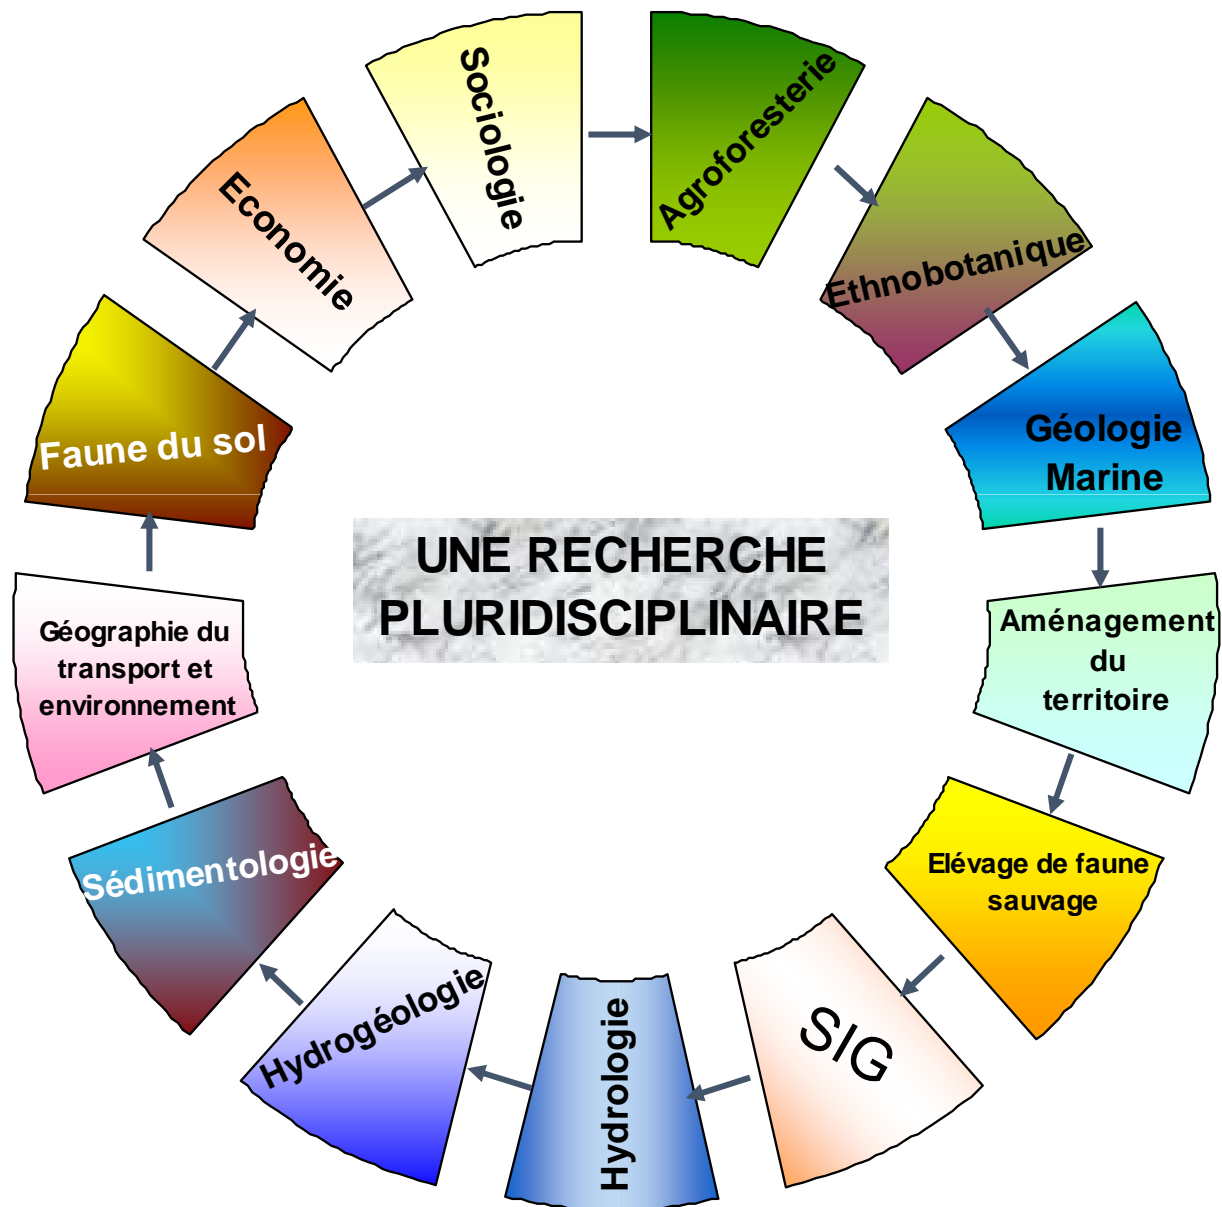 Sociologie
Agroforesterie
Ethnobotanique
Géologie
Marine
Aménagement
du
territoire
Elévage de faune
sauvage
SIG
Hydrologie
Hydrogéologie
Sédimentologie
Géographie du
transport et
environnement
Faune du sol
Economie
UNE RECHERCHE
PLURIDISCIPLINAIRE